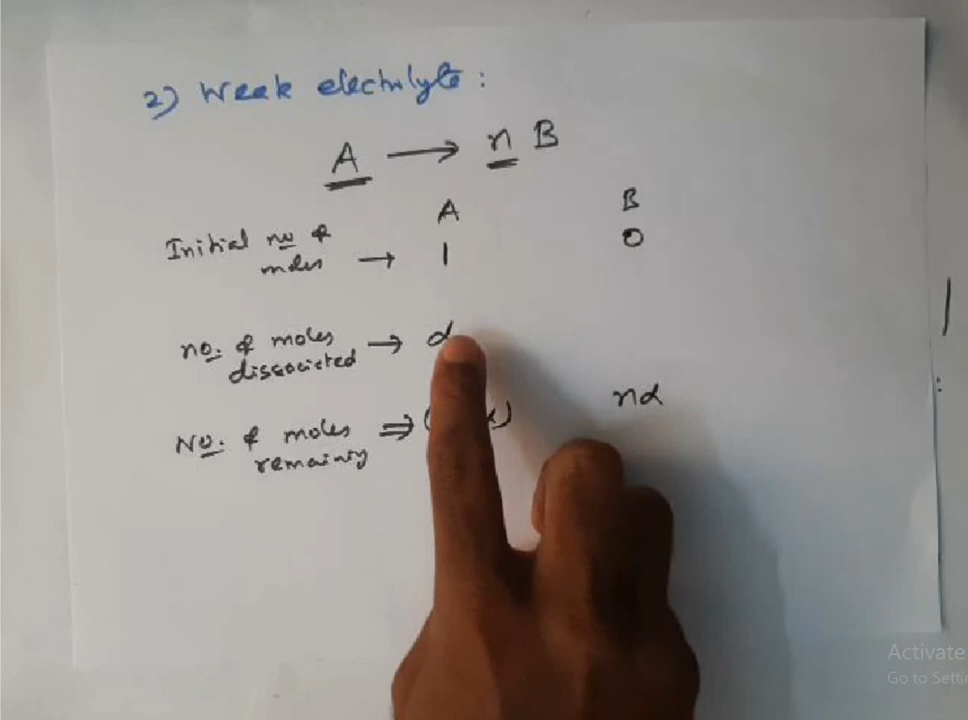 2) Weak electrolyte :
A → n B
A B
Initial no of
moles → 1 0
no. of moles
dissociated → α
No. of moles
remaining ⇒ ( α) nα
Activate
Go to Setti